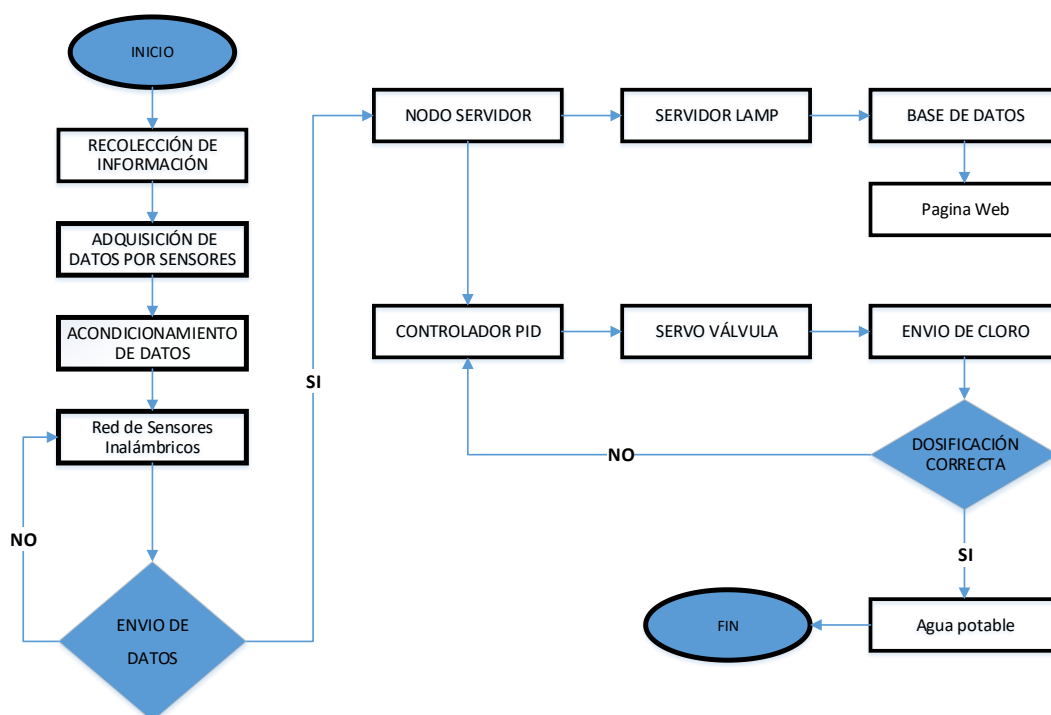 INICIO
RECOLECCIÓN DE
INFORMACIÓN
ADQUISICIÓN DE
DATOS POR SENSORES
ACONDICIONAMIENTO
DE DATOS
Red de Sensores
Inalámbricos
NO
ENVIO DE
DATOS
SI
NODO SERVIDOR
SERVIDOR LAMP
BASE DE DATOS
Pagina Web
CONTROLADOR PID
SERVO VÁLVULA
ENVIO DE CLORO
DOSIFICACIÓN
CORRECTA
NO
SI
Agua potable
FIN